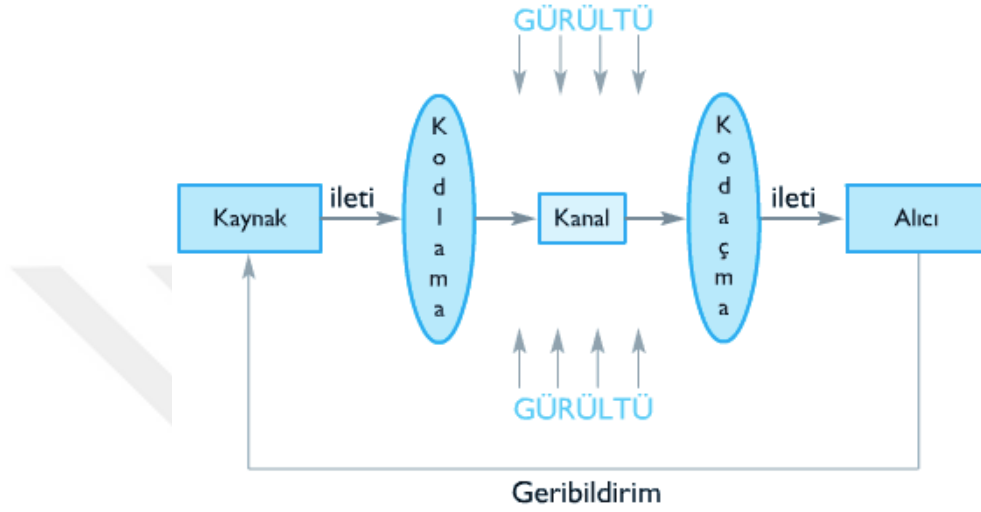 GÜRÜLTÜ
Kaynak
ileti
Kodlama
Kanal
Kodaçma
ileti
Alıcı
GÜRÜLTÜ
Geribildirim